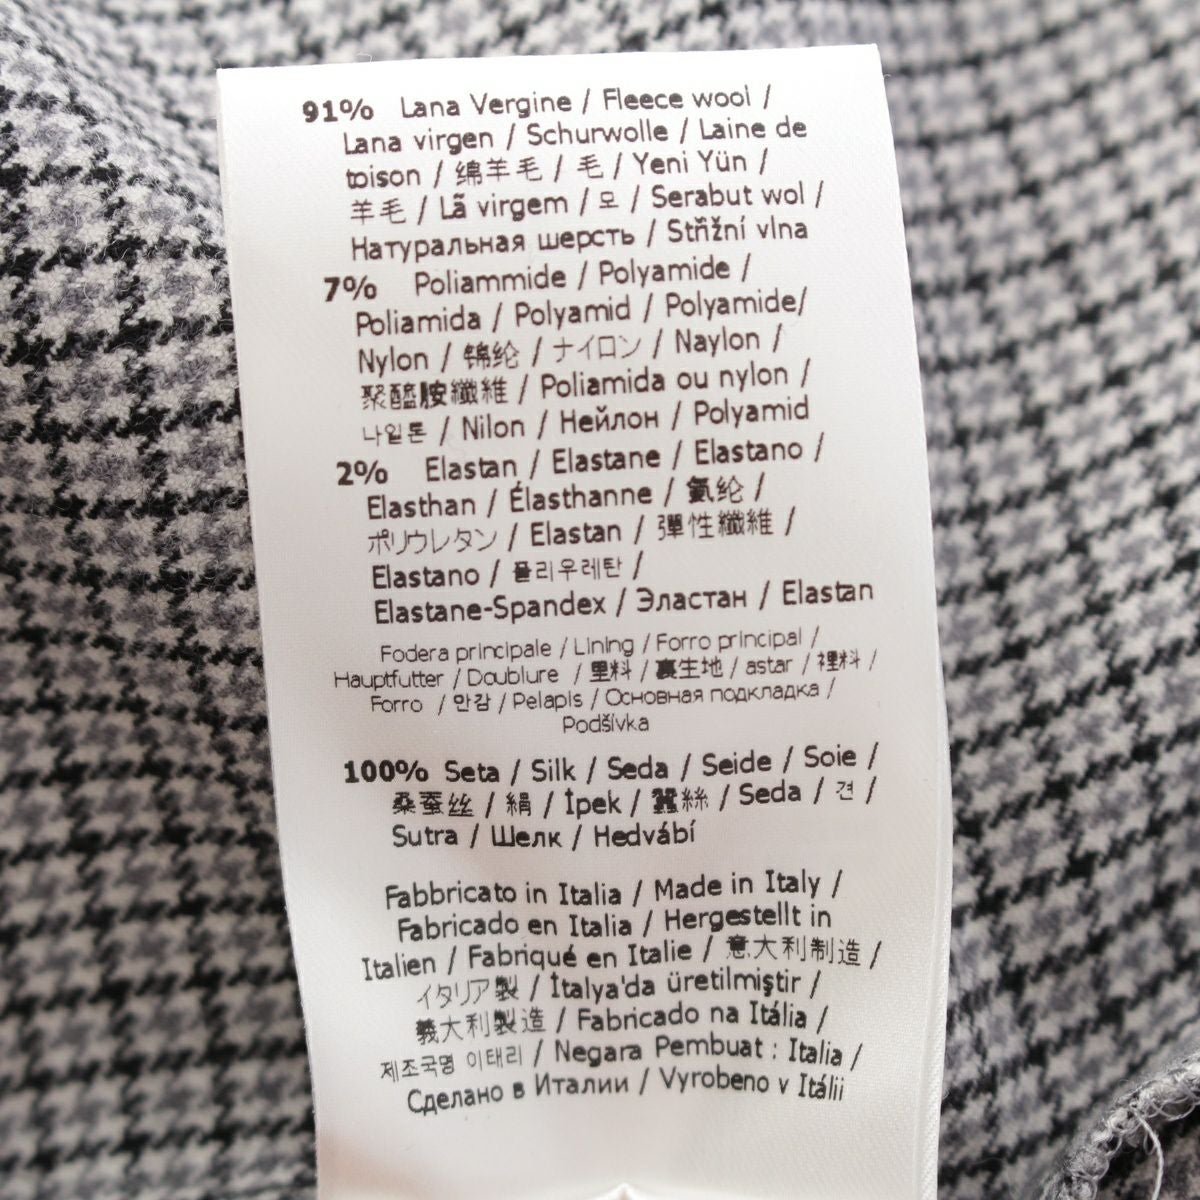 91% Lana Vergine / Fleece wool /
Lana virgen / Schurwolle / Laine de
toison / 绵羊毛 / 毛 / Yeni Yün /
羊毛 / Lã virgem / 모 / Serabut wol /
Натуральная шерсть / Střižní vlna
7% Poliammide / Polyamide /
Poliamida / Polyamid / Polyamide/
Nylon / 锦纶 / ナイロン / Naylon /
聚醯胺纖維 / Poliamida ou nylon /
나일론 / Nilon / Нейлон / Polyamid
2% Elastan / Elastane / Elastano /
Elasthan / Élasthanne / 氨纶 /
ポリウレタン / Elastan / 彈性纖維 /
Elastano / 폴리우레탄 /
Elastane-Spandex / Эластан / Elastan
Fodera principale / Lining / Forro principal /
Hauptfutter / Doublure / 里料 / 裏生地 / astar / 裡料 /
Forro / 안감 / Pelapis / Основная подкладка /
Podšívka
100% Seta / Silk / Seda / Seide / Soie /
桑蚕丝 / 絹 / İpek / 蠶絲 / Seda / 견 /
Sutra / Шелк / Hedvábí
Fabbricato in Italia / Made in Italy /
Fabricado en Italia / Hergestellt in
Italien / Fabriqué en Italie / 意大利制造 /
イタリア製 / İtalya'da üretilmiştir /
義大利製造 / Fabricado na Itália /
제조국명 이태리 / Negara Pembuat : Italia /
Сделано в Италии / Vyrobeno v Itálii